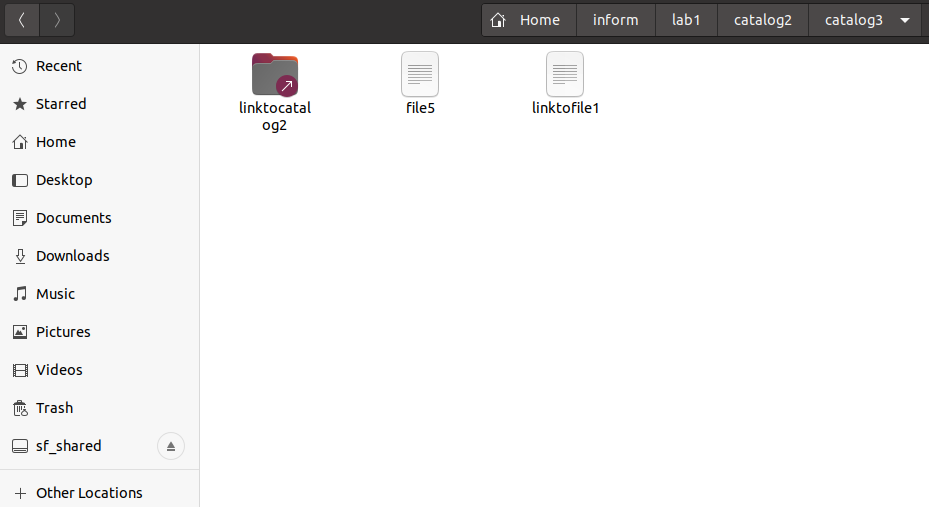 Home inform lab1 catalog2 catalog3
Recent
Starred
Home
Desktop
Documents
Downloads
Music
Pictures
Videos
Trash
sf_shared
Other Locations
linktocatal
og2
file5
linktofile1